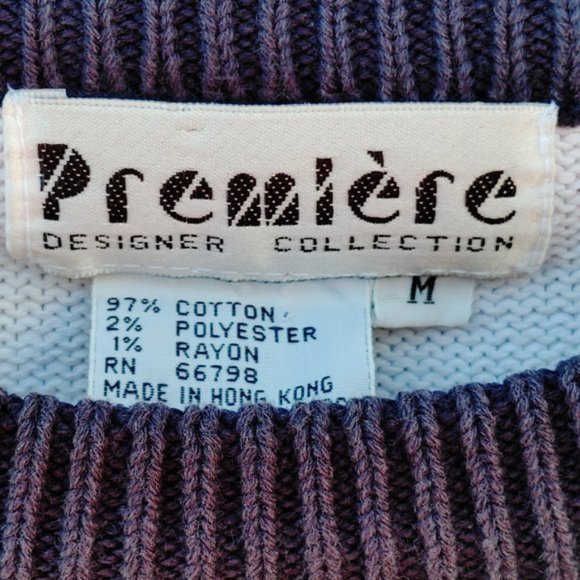 Première
DESIGNER COLLECTION
M
97% COTTON
2% POLYESTER
1% RAYON
RN 66798
MADE IN HONG KONG